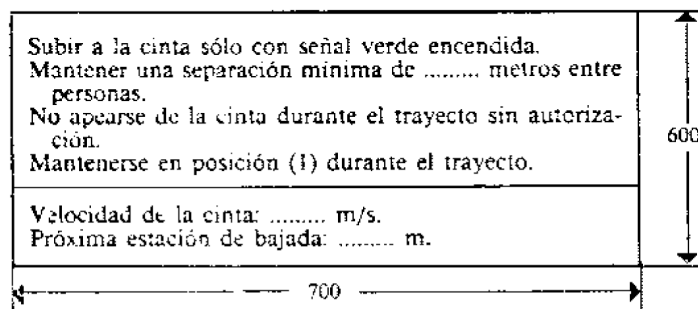 Subir a la cinta sólo con señal verde encendida.
Mantener una separación mínima de ......... metros entre
personas.
No apearse de la cinta durante el trayecto sin autoriza-
ción.
Mantenerse en posición (1) durante el trayecto.
600
Velocidad de la cinta: ......... m/s.
Próxima estación de bajada: ......... m.
700